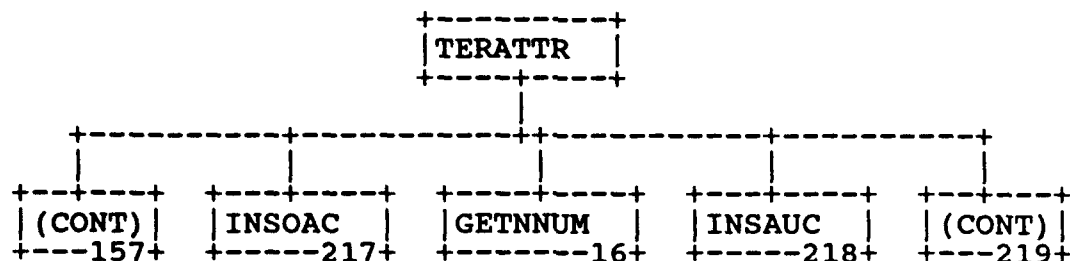 TERATTR
(CONT) INSOAC GETNNUM INSAUC (CONT)
157 217 16 218 219